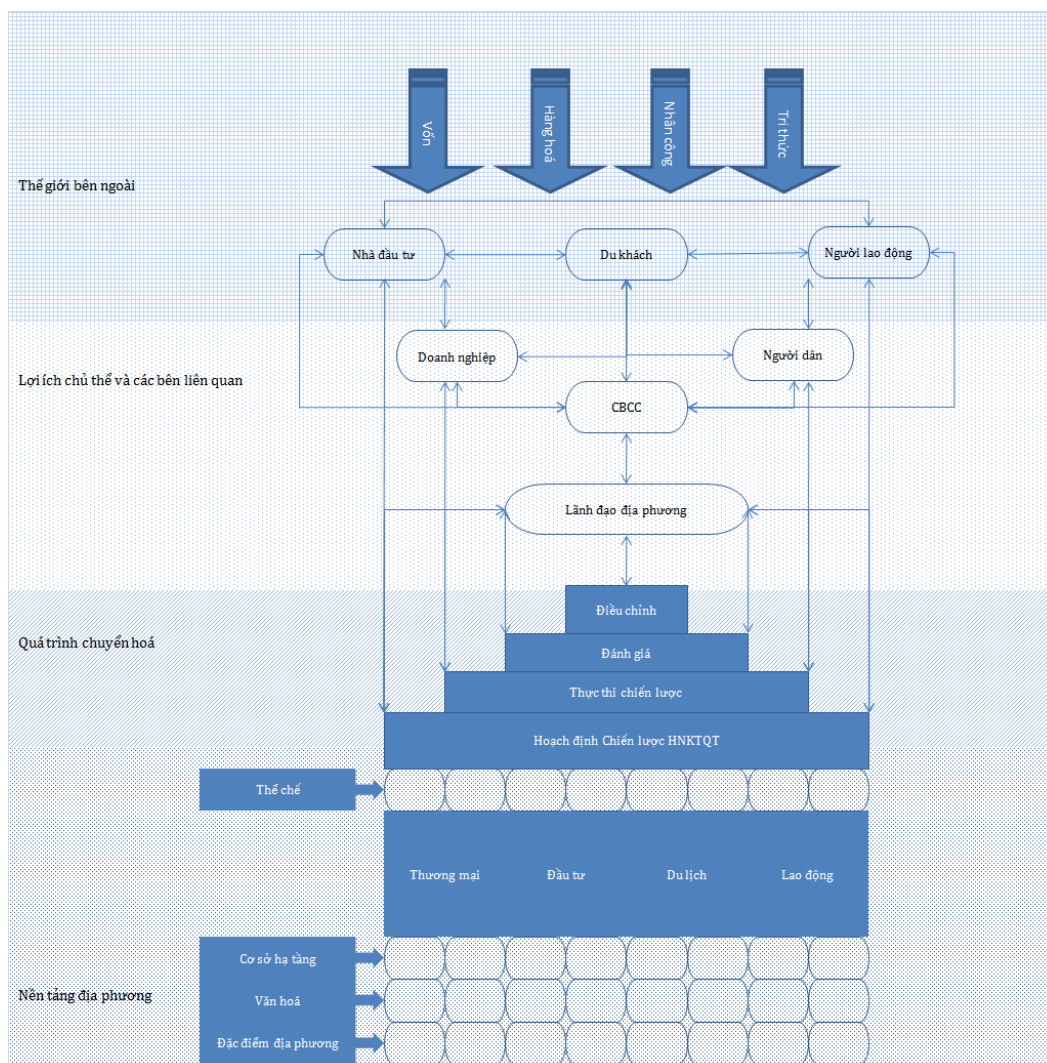 Vốn
Hàng hoá
Nhân công
Tri thức
Thế giới bên ngoài
Nhà đầu tư
Du khách
Người lao động
Doanh nghiệp
Người dân
Lợi ích chủ thể và các bên liên quan
CBCC
Lãnh đạo địa phương
Điều chỉnh
Quá trình chuyển hoá
Đánh giá
Thực thi chiến lược
Hoạch định Chiến lược HNKTQT
Thể chế
Thương mại
Đầu tư
Du lịch
Lao động
Cơ sở hạ tầng
Nền tảng địa phương
Văn hoá
Đặc điểm địa phương